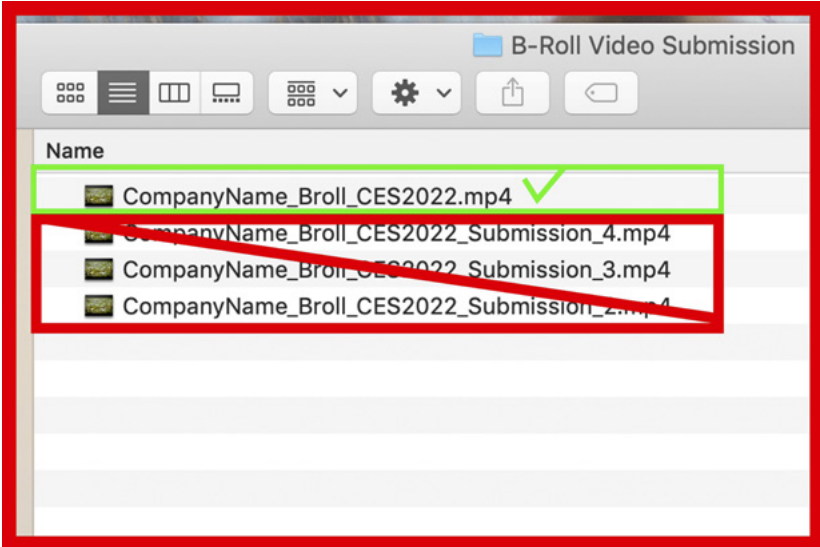 B-Roll Video Submission
Name
CompanyName_Broll_CES2022.mp4
CompanyName_Broll_CES2022_Submission_4.mp4
CompanyName_Broll_CES2022_Submission_3.mp4
CompanyName_Broll_CES2022_Submission_2.mp4